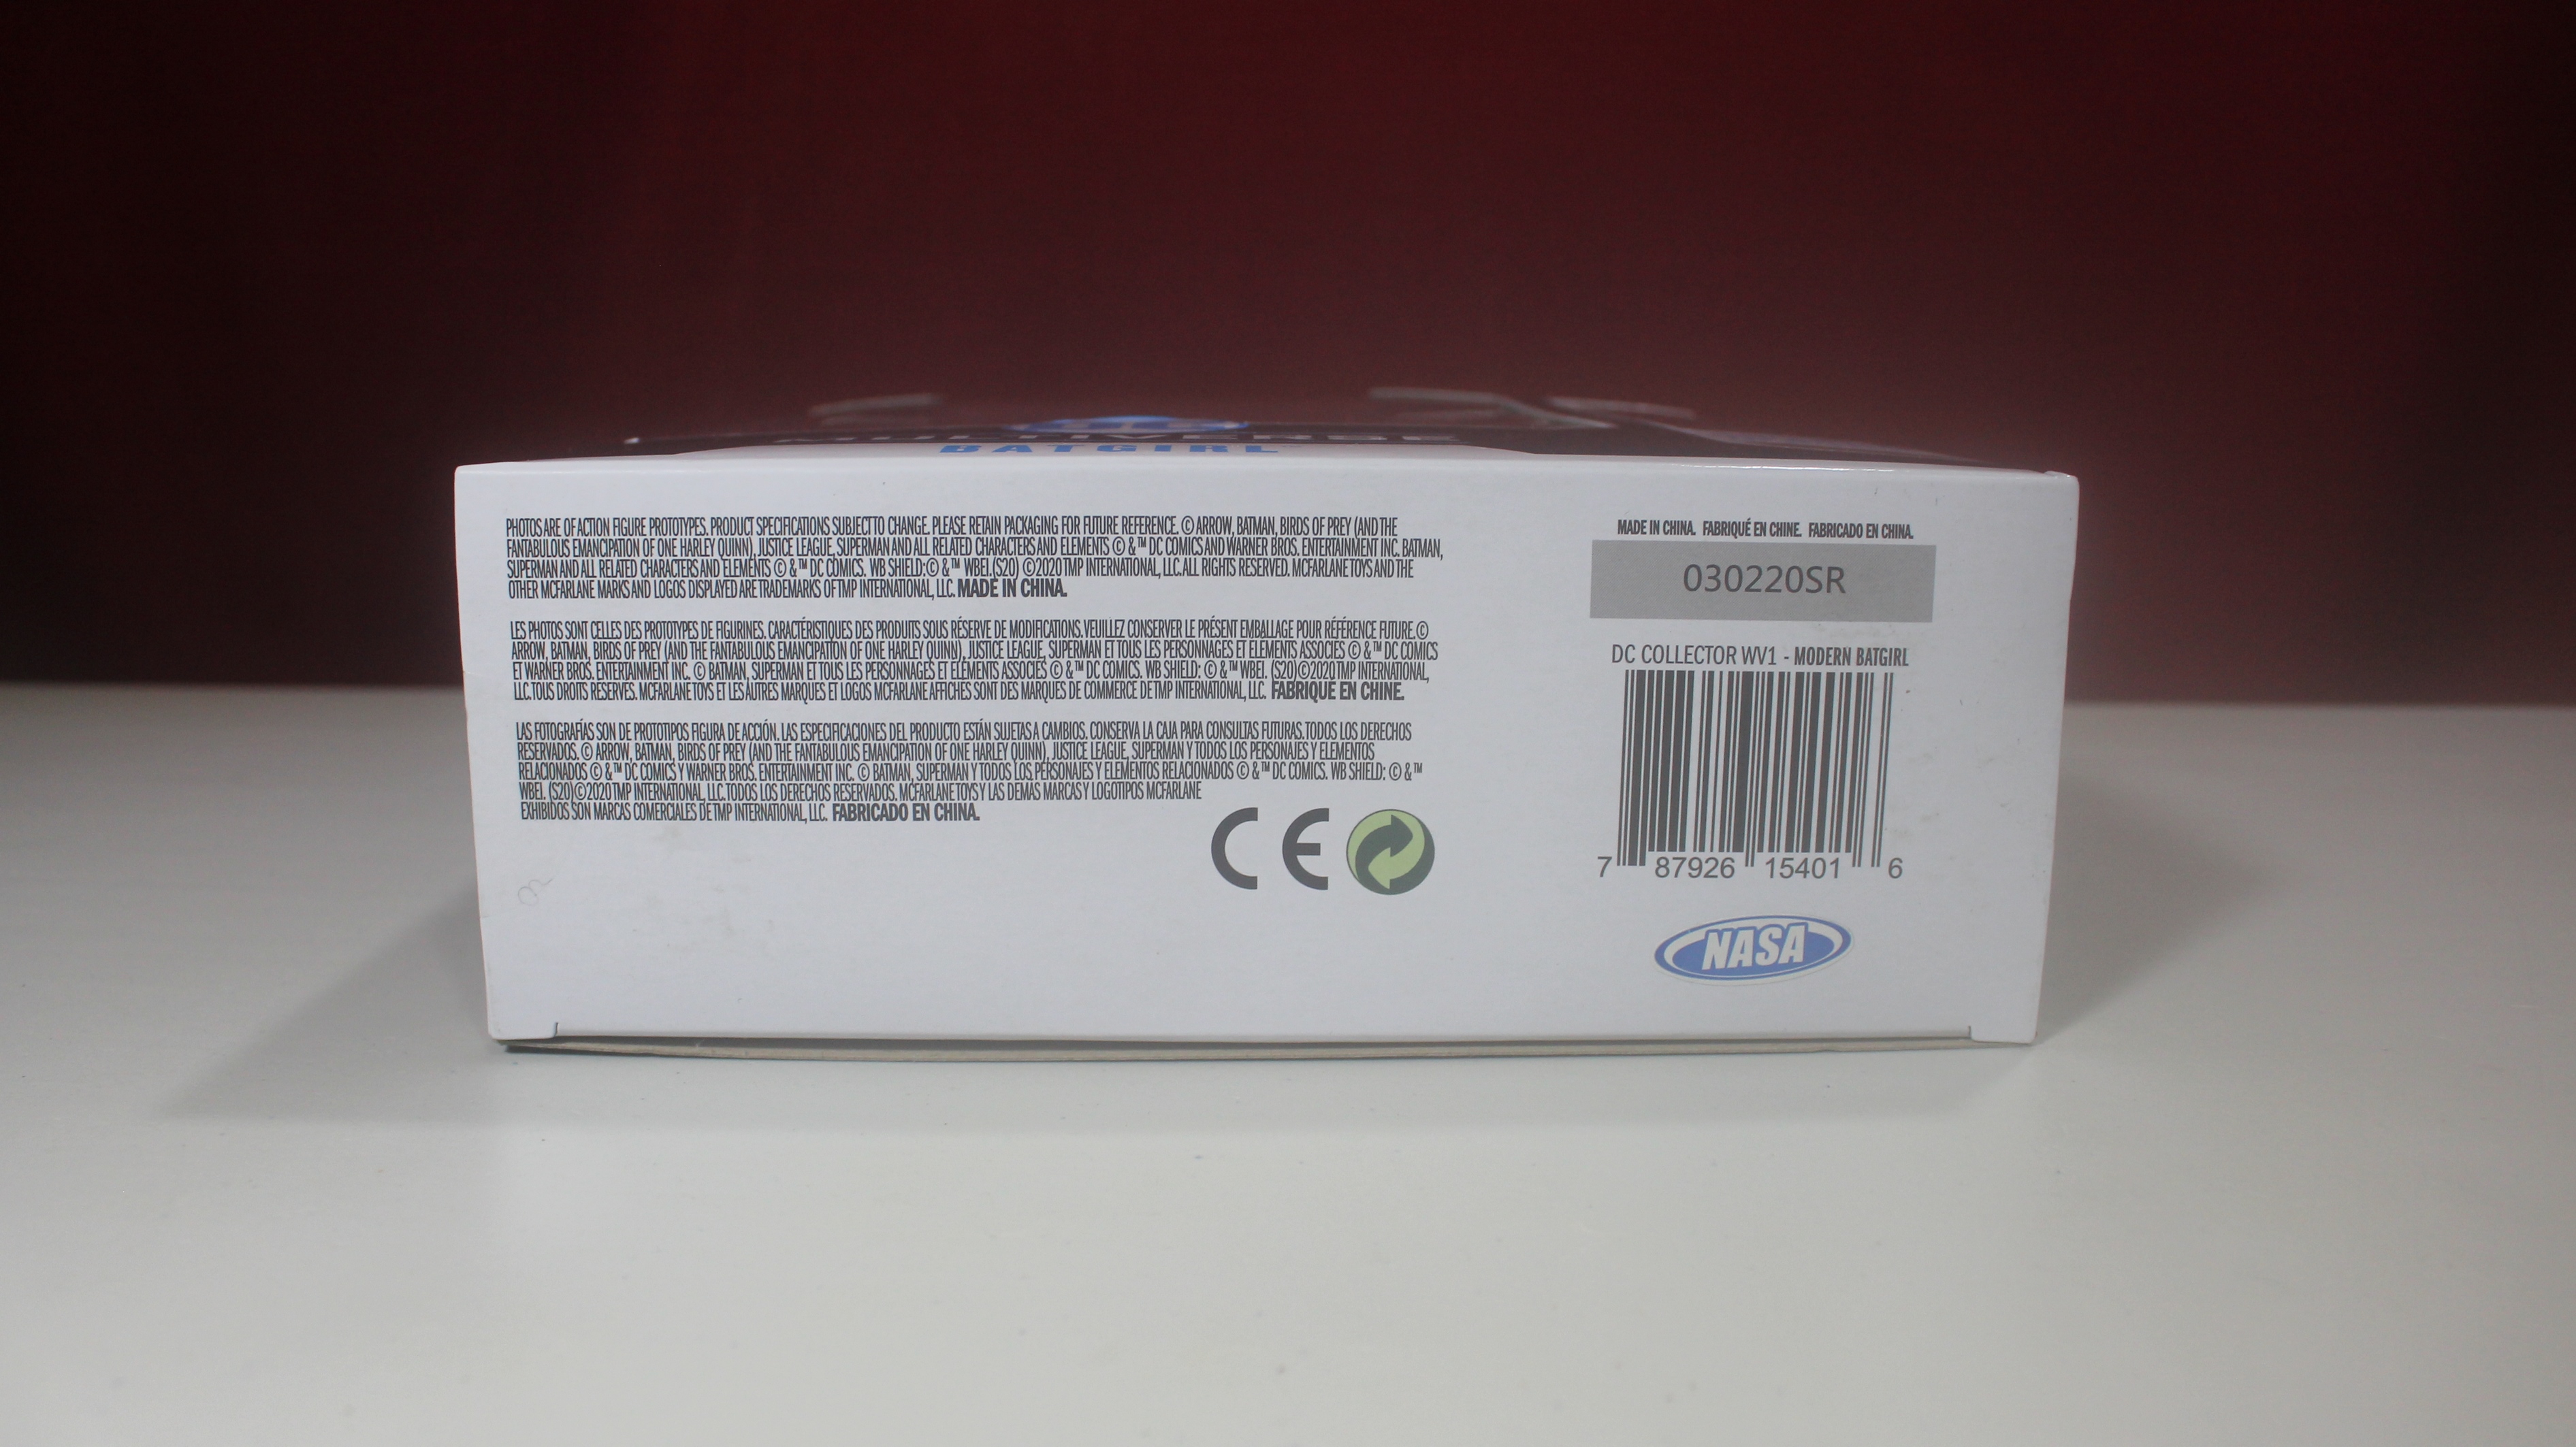 MULTIVERSE
BATGIRL
PHOTOS ARE OF ACTION FIGURE PROTOTYPES. PRODUCT SPECIFICATIONS SUBJECT TO CHANGE. PLEASE RETAIN PACKAGING FOR FUTURE REFERENCE. © ARROW, BATMAN, BIRDS OF PREY (AND THE
FANTABULOUS EMANCIPATION OF ONE HARLEY QUINN), JUSTICE LEAGUE, SUPERMAN AND ALL RELATED CHARACTERS AND ELEMENTS © & ™ DC COMICS AND WARNER BROS. ENTERTAINMENT INC. BATMAN,
SUPERMAN AND ALL RELATED CHARACTERS AND ELEMENTS © & ™ DC COMICS. WB SHIELD: © & ™ WBEI. (S20) ©2020 TMP INTERNATIONAL, LLC. ALL RIGHTS RESERVED. MCFARLANE TOYS AND THE
OTHER MCFARLANE MARKS AND LOGOS DISPLAYED ARE TRADEMARKS OF TMP INTERNATIONAL, LLC. MADE IN CHINA.
LES PHOTOS SONT CELLES DES PROTOTYPES DE FIGURINES. CARACTÉRISTIQUES DES PRODUITS SOUS RÉSERVE DE MODIFICATIONS. VEUILLEZ CONSERVER LE PRÉSENT EMBALLAGE POUR RÉFÉRENCE FUTURE. ©
ARROW, BATMAN, BIRDS OF PREY (AND THE FANTABULOUS EMANCIPATION OF ONE HARLEY QUINN), JUSTICE LEAGUE, SUPERMAN ET TOUS LES PERSONNAGES ET ÉLÉMENTS ASSOCIÉS © & ™ DC COMICS
ET WARNER BROS. ENTERTAINMENT INC. © BATMAN, SUPERMAN ET TOUS LES PERSONNAGES ET ÉLÉMENTS ASSOCIÉS © & ™ DC COMICS. WB SHIELD: © & ™ WBEI. (S20) ©2020 TMP INTERNATIONAL,
LLC. TOUS DROITS RÉSERVÉS. MCFARLANE TOYS ET LES AUTRES MARQUES ET LOGOS MCFARLANE AFFICHÉS SONT DES MARQUES DE COMMERCE DE TMP INTERNATIONAL, LLC. FABRIQUÉ EN CHINE.
LAS FOTOGRAFÍAS SON DE PROTOTIPOS FIGURA DE ACCIÓN. LAS ESPECIFICACIONES DEL PRODUCTO ESTÁN SUJETAS A CAMBIOS. CONSERVA LA CAJA PARA CONSULTAS FUTURAS. TODOS LOS DERECHOS
RESERVADOS. © ARROW, BATMAN, BIRDS OF PREY (AND THE FANTABULOUS EMANCIPATION OF ONE HARLEY QUINN), JUSTICE LEAGUE, SUPERMAN Y TODOS LOS PERSONAJES Y ELEMENTOS
RELACIONADOS © & ™ DC COMICS Y WARNER BROS. ENTERTAINMENT INC. © BATMAN, SUPERMAN Y TODOS LOS PERSONAJES Y ELEMENTOS RELACIONADOS © & ™ DC COMICS. WB SHIELD: © & ™
WBEI. (S20) ©2020 TMP INTERNATIONAL, LLC. TODOS LOS DERECHOS RESERVADOS. MCFARLANE TOYS Y LAS DEMÁS MARCAS Y LOGOTIPOS MCFARLANE
EXHIBIDOS SON MARCAS COMERCIALES DE TMP INTERNATIONAL, LLC. FABRICADO EN CHINA.
CE
MADE IN CHINA. FABRIQUÉ EN CHINE. FABRICADO EN CHINA.
030220SR
DC COLLECTOR WV1 - MODERN BATGIRL
7 87926 15401 6
NASA